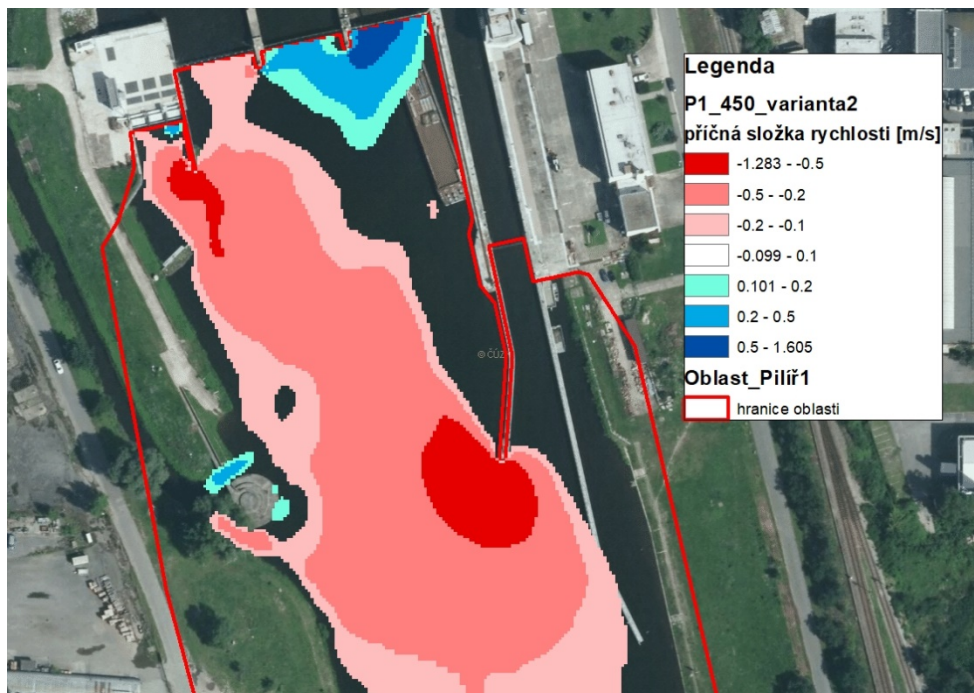 Legenda
P1_450_varianta2
příčná složka rychlosti [m/s]
-1.283 - -0.5
-0.5 - -0.2
-0.2 - -0.1
-0.099 - 0.1
0.101 - 0.2
0.2 - 0.5
0.5 - 1.605
Oblast_Pilíř1
hranice oblasti
© ČÚZ